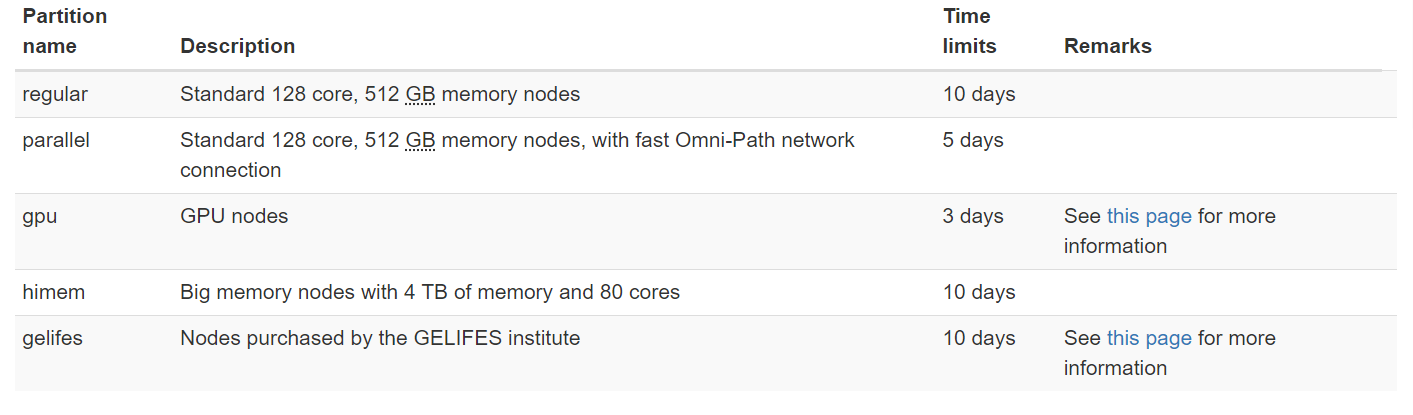 Partition name Description Time limits Remarks
regular Standard 128 core, 512 GB memory nodes 10 days
parallel Standard 128 core, 512 GB memory nodes, with fast Omni-Path network connection 5 days
gpu GPU nodes 3 days See this page for more information
himem Big memory nodes with 4 TB of memory and 80 cores 10 days
gelifes Nodes purchased by the GELIFES institute 10 days See this page for more information